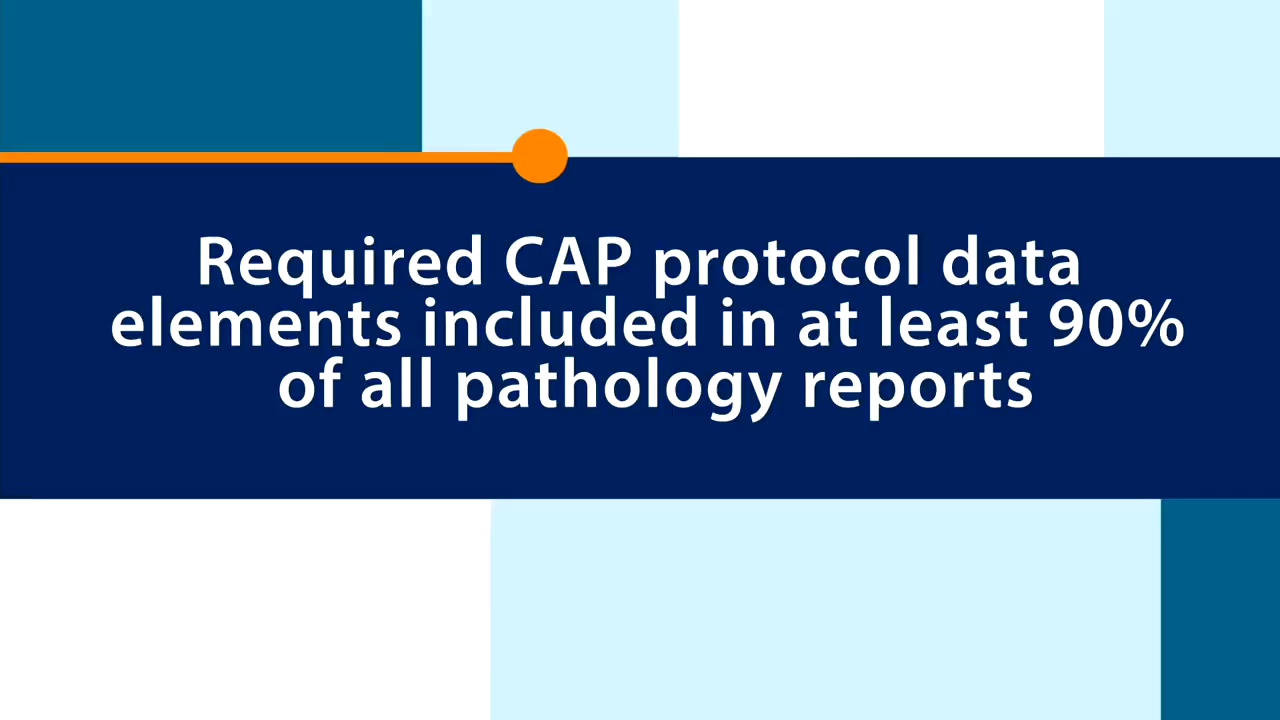 Required CAP protocol data
elements included in at least 90%
of all pathology reports